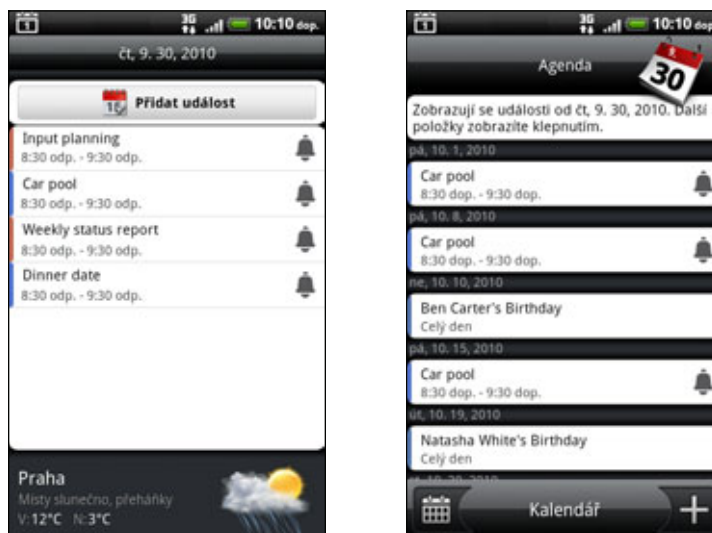 3G 10:10 dop.
čt, 9. 30, 2010
Přidat událost
Input planning
8:30 odp. - 9:30 odp.
Car pool
8:30 odp. - 9:30 odp.
Weekly status report
8:30 odp. - 9:30 odp.
Dinner date
8:30 odp. - 9:30 odp.
Praha
Místy slunečno, přeháňky
V: 12°C N: 3°C
3G 10:10 dop
Agenda
30
Zobrazují se události od čt, 9. 30, 2010. Další
položky zobrazíte klepnutím.
pá, 10. 1, 2010
Car pool
8:30 dop. - 9:30 dop.
pá, 10. 8, 2010
Car pool
8:30 dop. - 9:30 dop.
ne, 10. 10, 2010
Ben Carter's Birthday
Celý den
pá, 10. 15, 2010
Car pool
8:30 dop. - 9:30 dop.
út, 10. 19, 2010
Natasha White's Birthday
Celý den
Kalendář